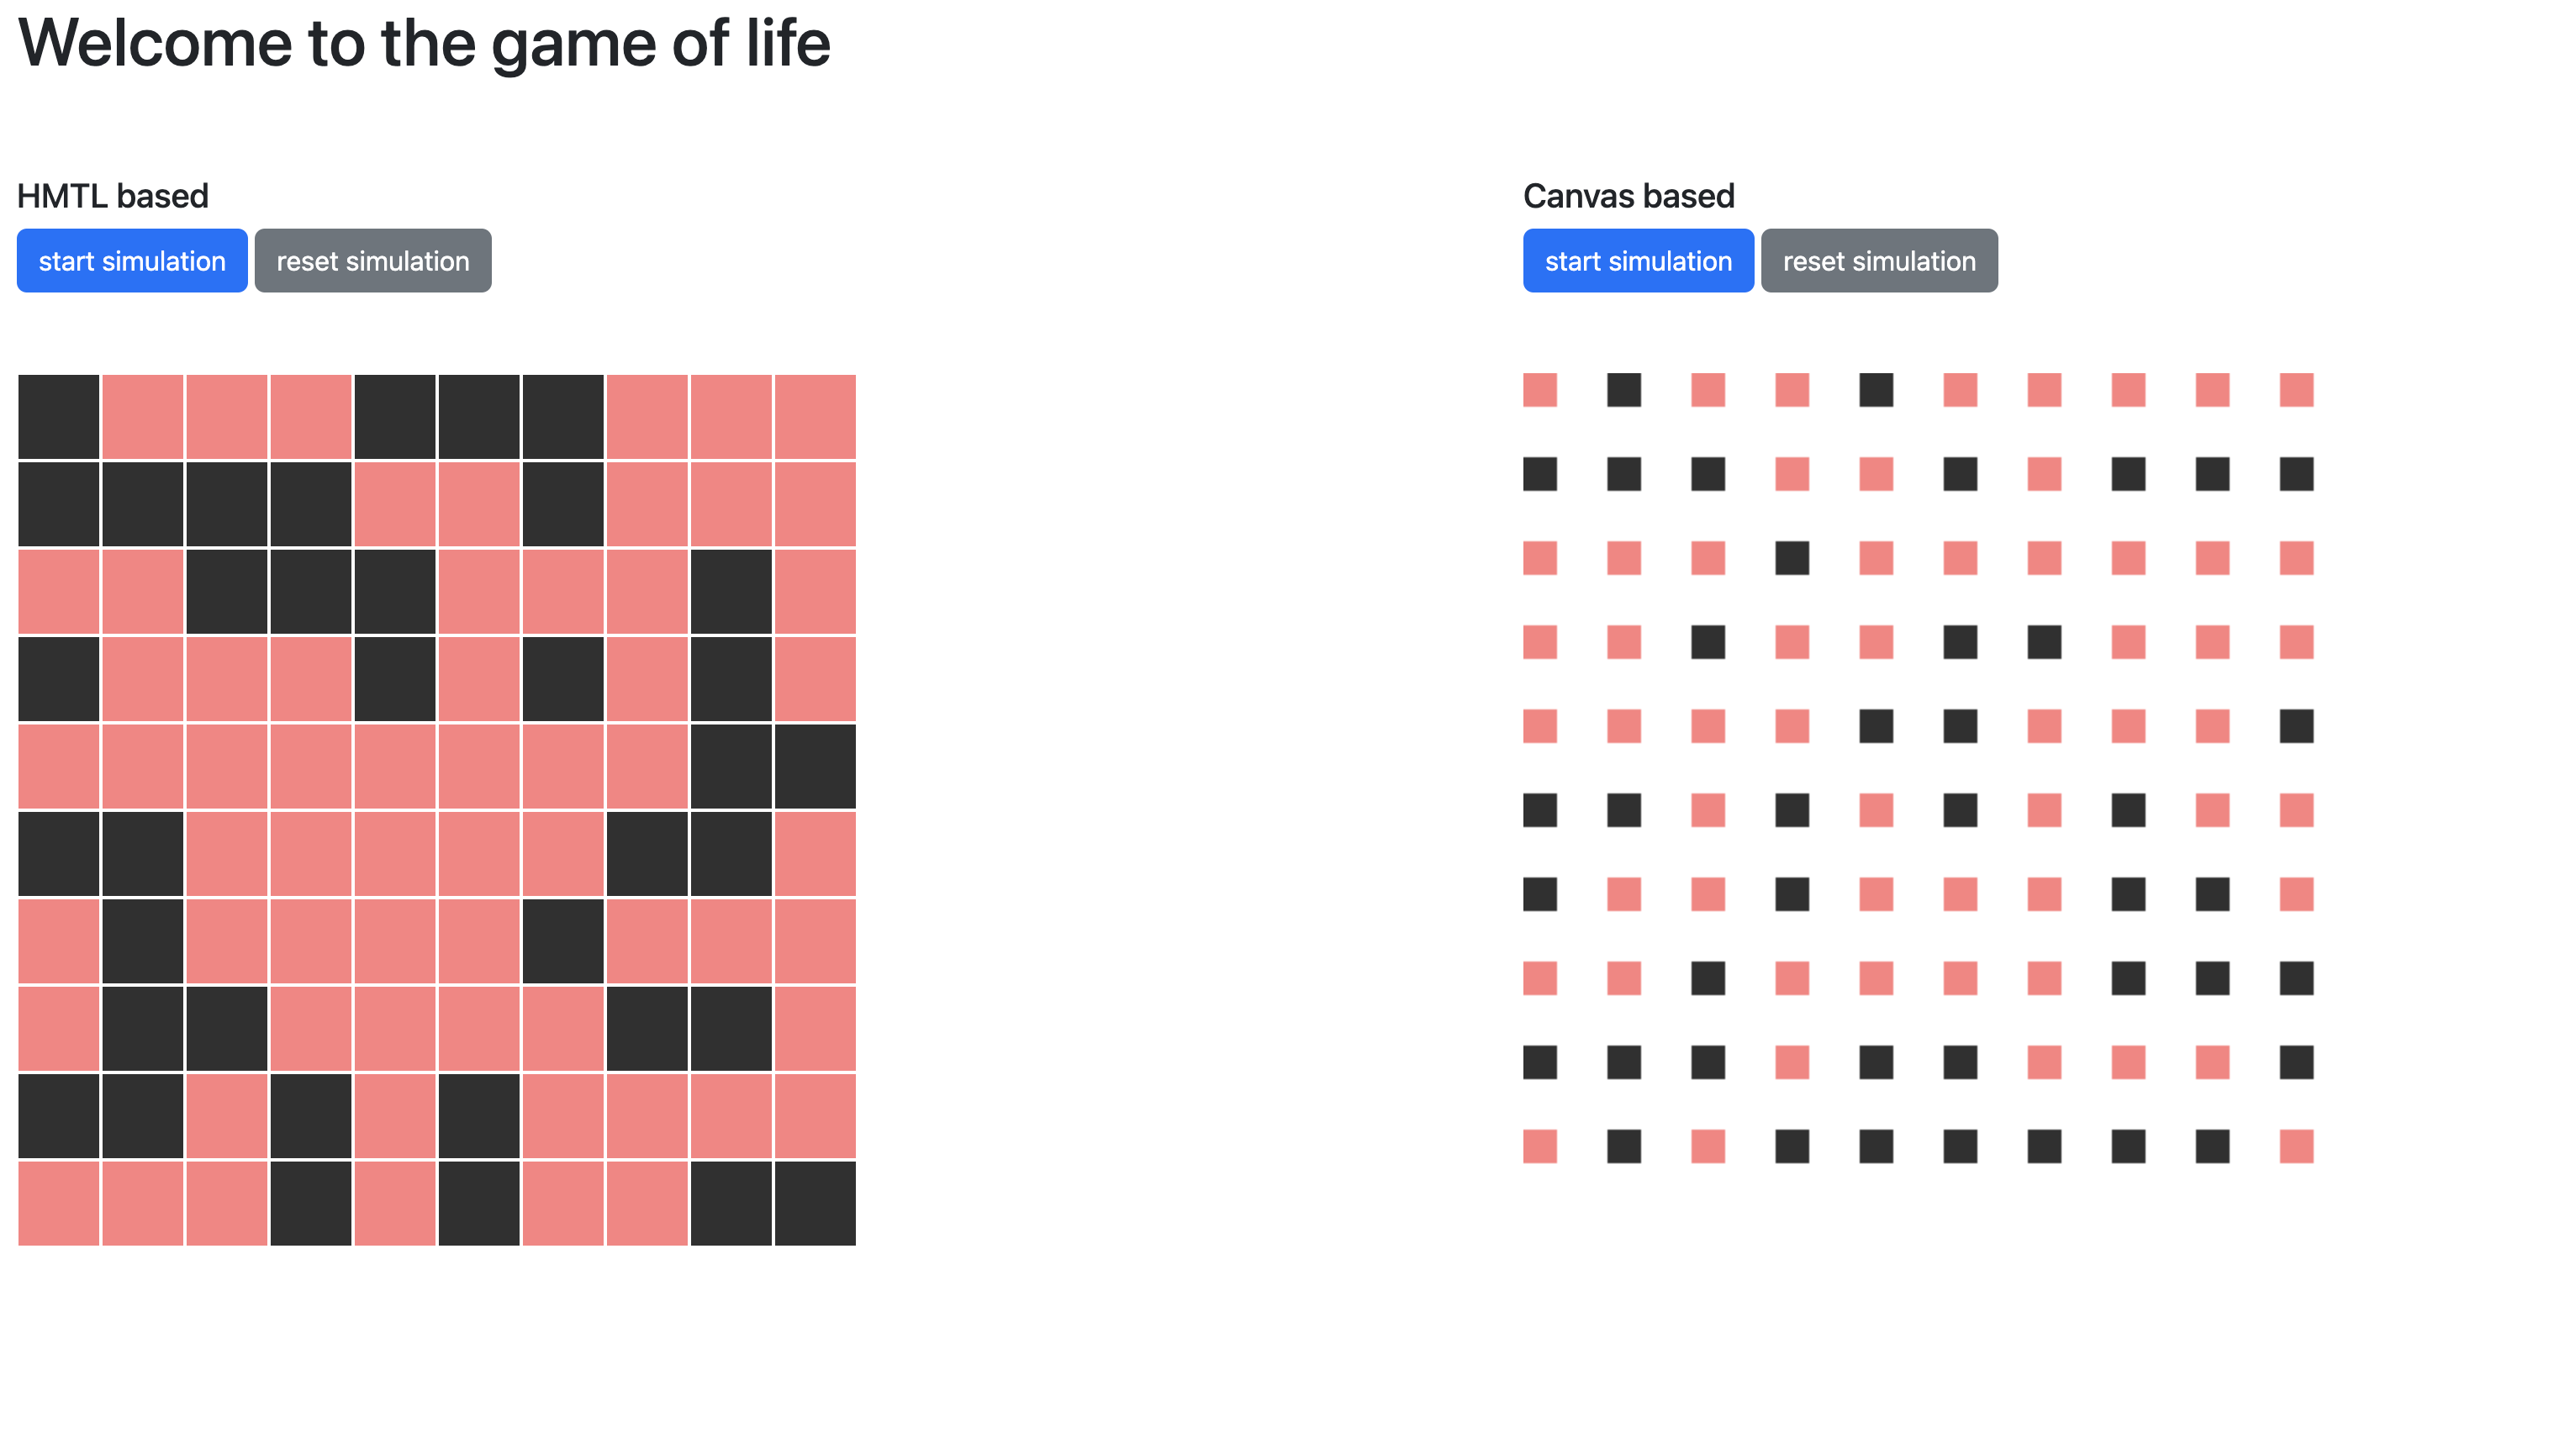 Welcome to the game of life
HMTL based
start simulation reset simulation
Canvas based
start simulation reset simulation